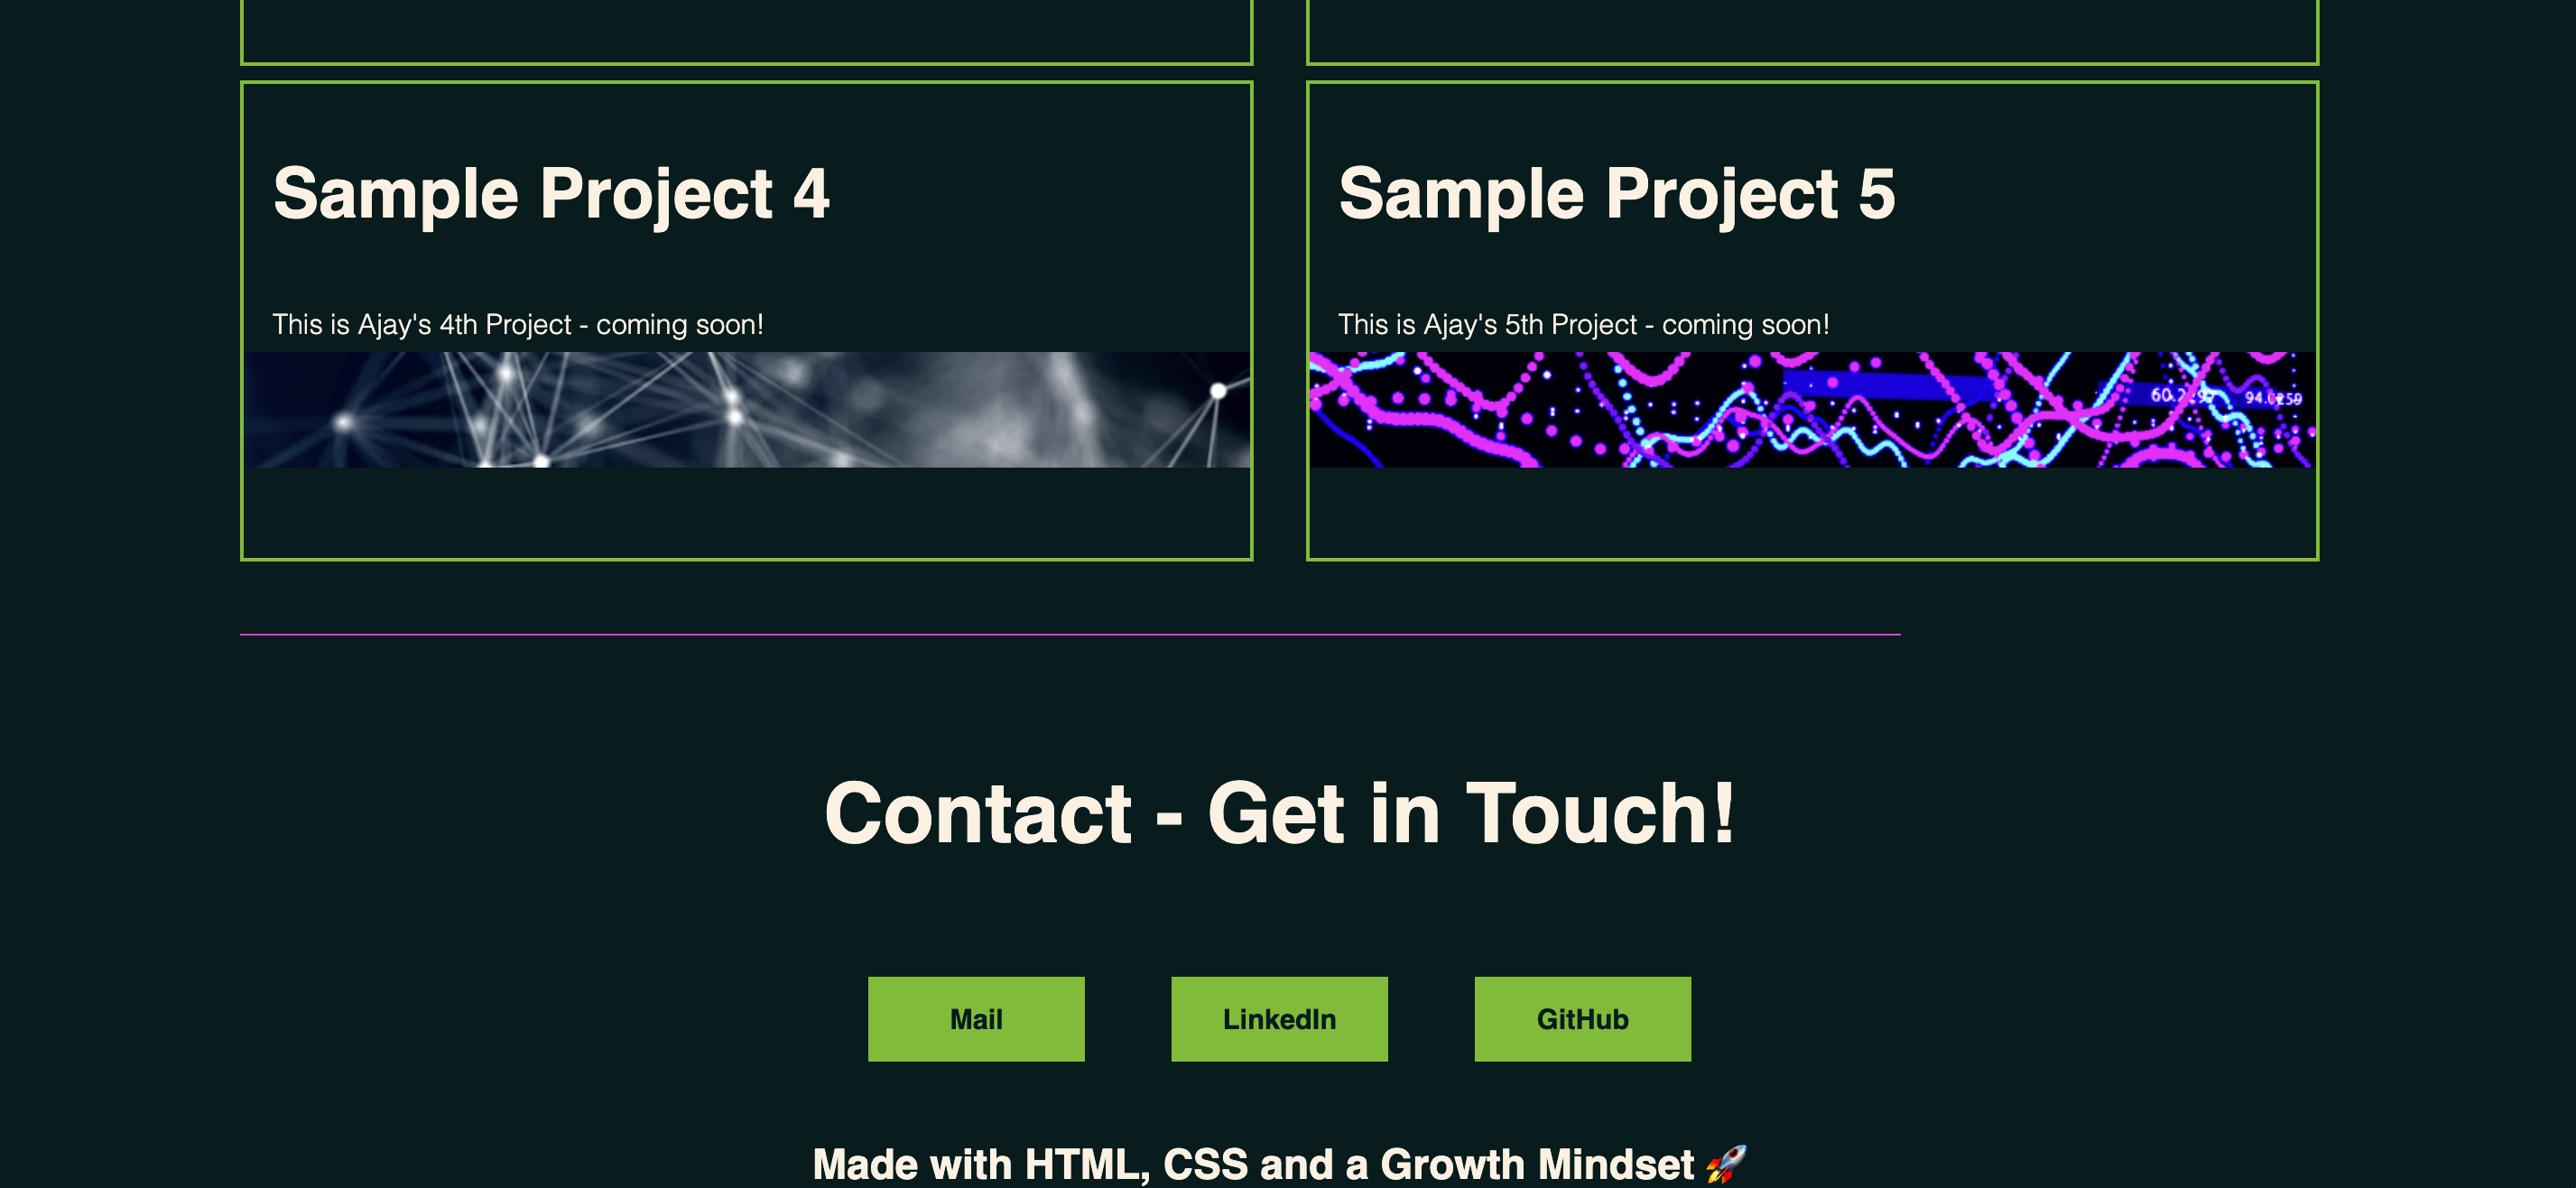 Sample Project 4
Sample Project 5
This is Ajay's 4th Project - coming soon!
This is Ajay's 5th Project - coming soon!
Contact - Get in Touch!
Mail
LinkedIn
GitHub
Made with HTML, CSS and a Growth Mindset 🚀